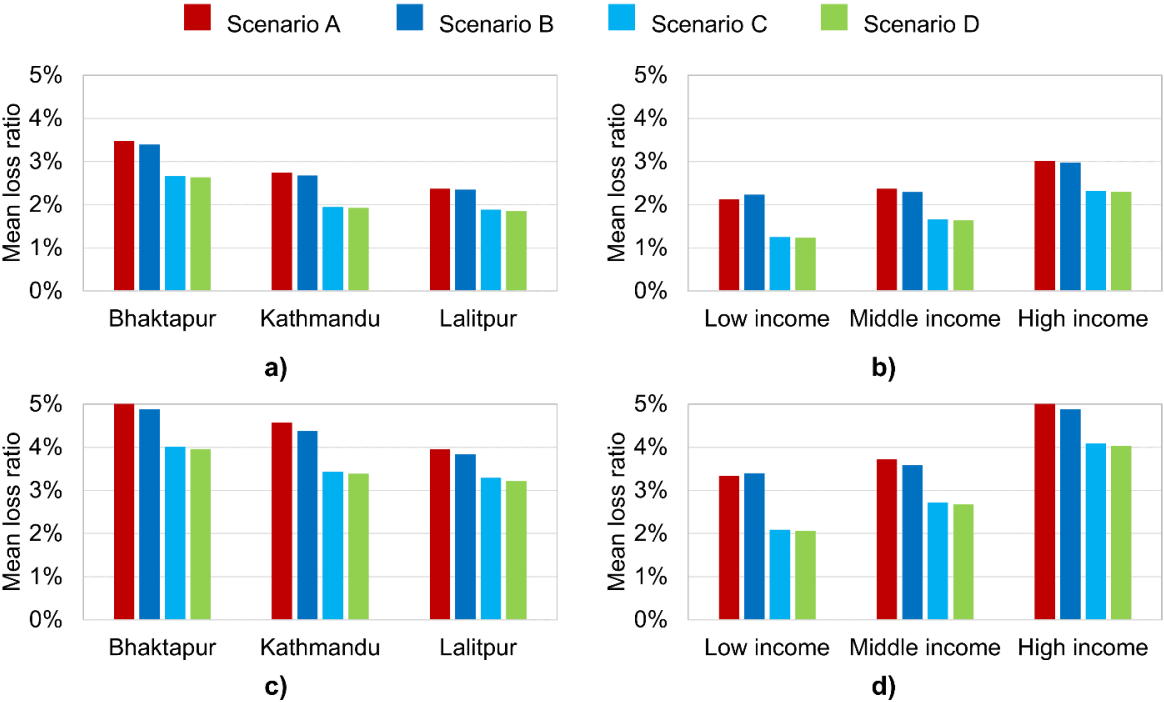 Scenario A Scenario B Scenario C Scenario D
Mean loss ratio
5%
4%
3%
2%
1%
0%
Bhaktapur Kathmandu Lalitpur
a)
Mean loss ratio
5%
4%
3%
2%
1%
0%
Low income Middle income High income
b)
Mean loss ratio
5%
4%
3%
2%
1%
0%
Bhaktapur Kathmandu Lalitpur
c)
Mean loss ratio
5%
4%
3%
2%
1%
0%
Low income Middle income High income
d)